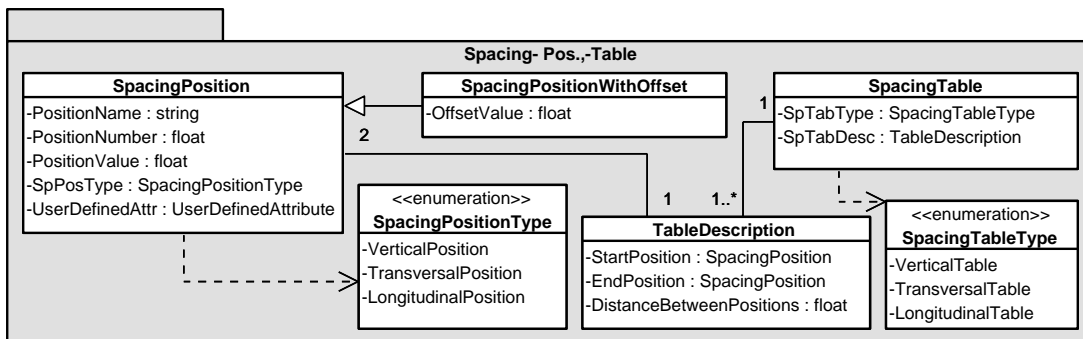 Spacing- Pos.,-Table
SpacingPosition
-PositionName : string
-PositionNumber : float
-PositionValue : float
-SpPosType : SpacingPositionType
-UserDefinedAttr : UserDefinedAttribute
SpacingPositionWithOffset
-OffsetValue : float
SpacingTable
-SpTabType : SpacingTableType
-SpTabDesc : TableDescription
1
2
1
1..*
<<enumeration>>
SpacingPositionType
-VerticalPosition
-TransversalPosition
-LongitudinalPosition
TableDescription
-StartPosition : SpacingPosition
-EndPosition : SpacingPosition
-DistanceBetweenPositions : float
<<enumeration>>
SpacingTableType
-VerticalTable
-TransversalTable
-LongitudinalTable